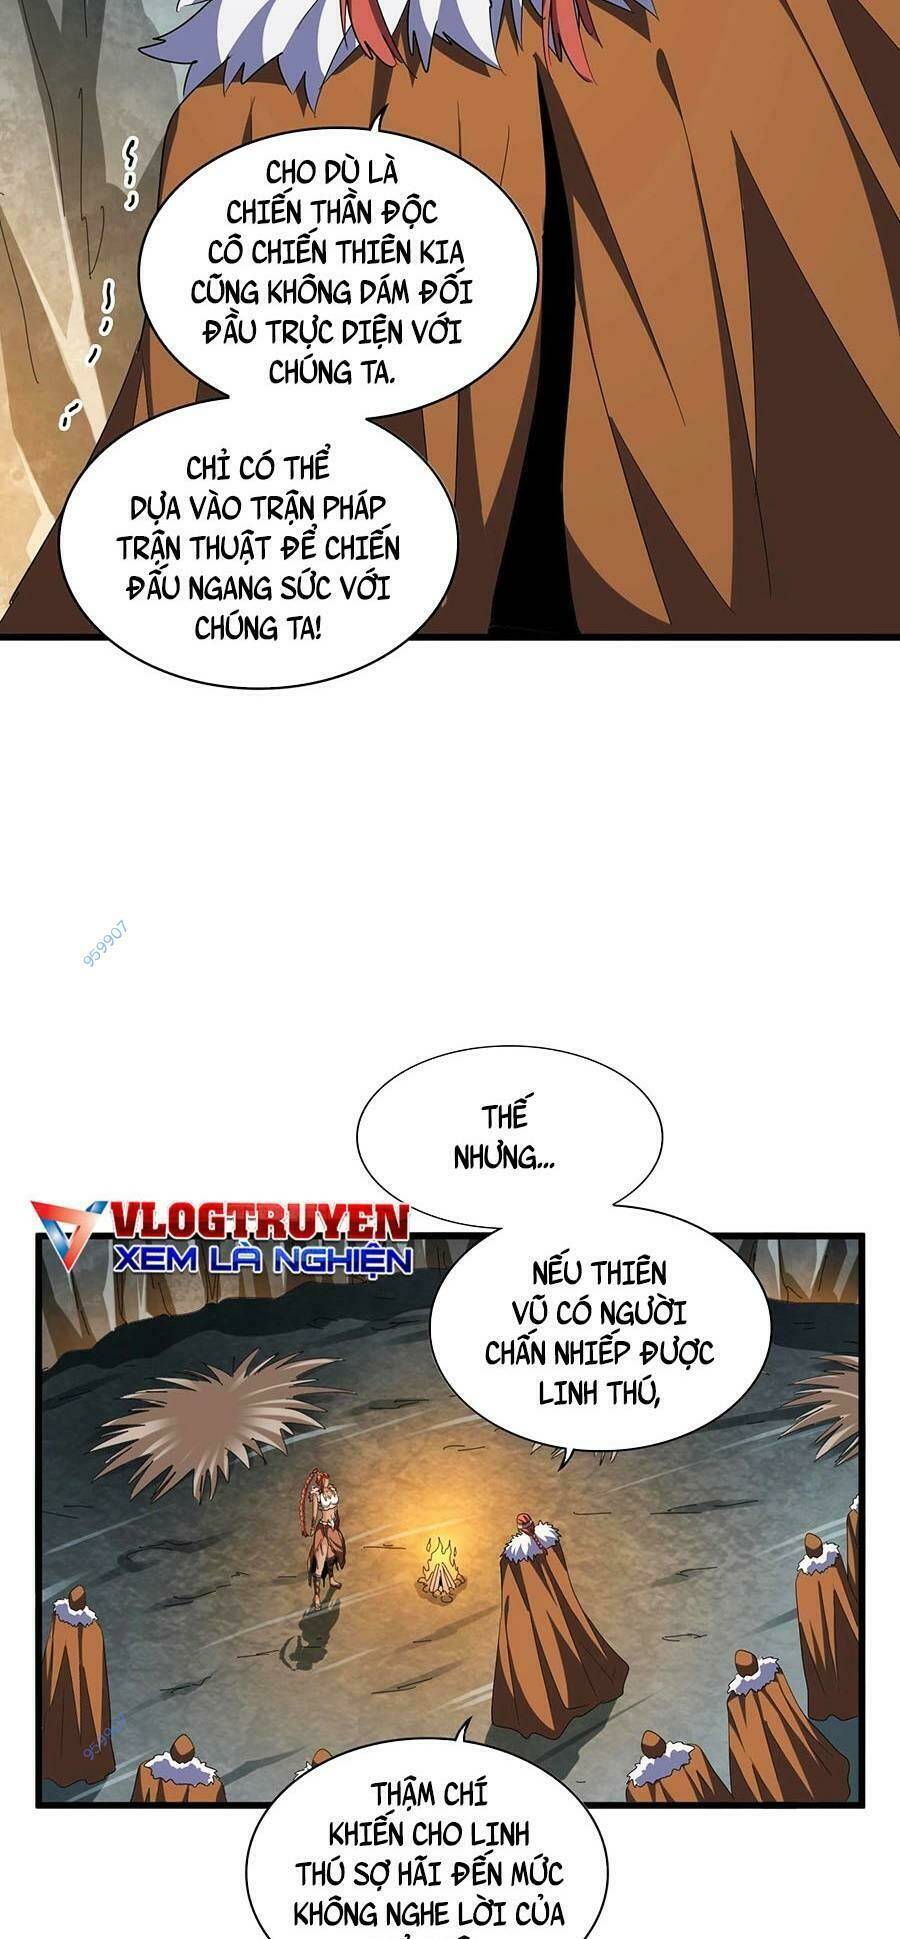 CHO DÙ LÀ
CHIẾN THẦN ĐỘC
CÔ CHIẾN THIÊN KIA
CŨNG KHÔNG DÁM ĐỐI
ĐẦU TRỰC DIỆN VỚI
CHÚNG TA.
CHỈ CÓ THỂ
DỰA VÀO TRẬN PHÁP
TRẬN THUẬT ĐỂ CHIẾN
ĐẤU NGANG SỨC VỚI
CHÚNG TA!
959907
THẾ
NHƯNG...
VLOGTRUYEN
XEM LÀ NGHIỆN
NẾU THIÊN
VŨ CÓ NGƯỜI
CHẤN NHIẾP ĐƯỢC
LINH THÚ,
959907
THẬM CHÍ
KHIẾN CHO LINH
THÚ SỢ HÃI ĐẾN MỨC
KHÔNG NGHE LỜI CỦA